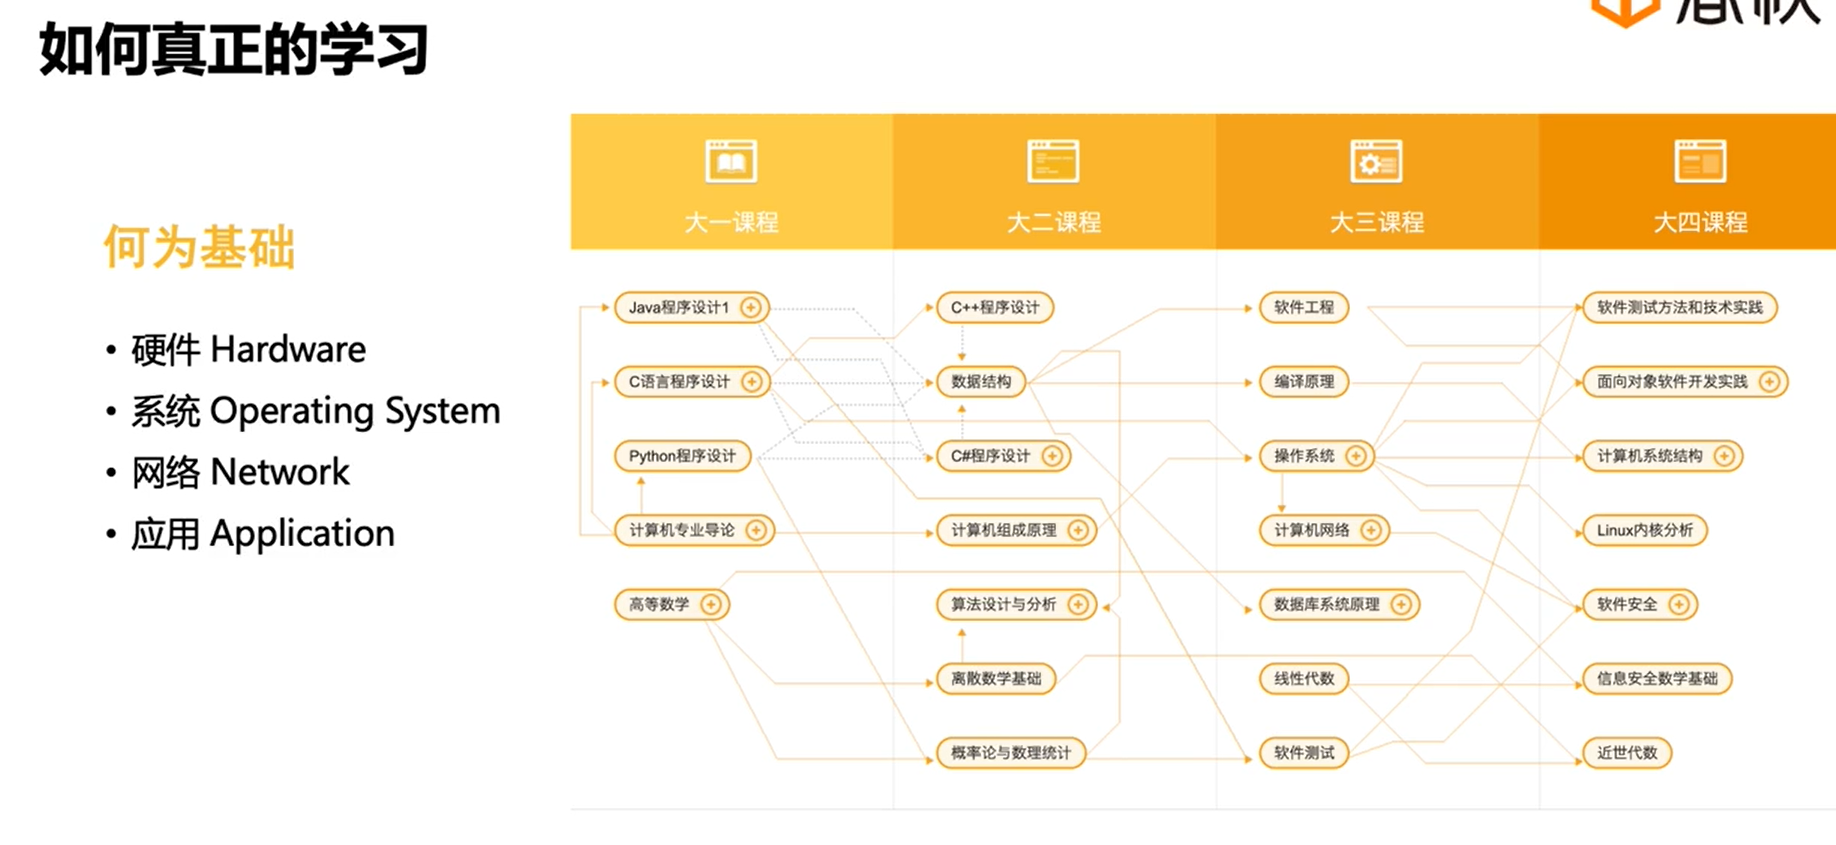 如何真正的学习
何为基础
• 硬件 Hardware
• 系统 Operating System
• 网络 Network
• 应用 Application
大一课程
大二课程
大三课程
大四课程
Java程序设计1
C++程序设计
软件工程
软件测试方法和技术实践
C语言程序设计
数据结构
编译原理
面向对象软件开发实践
Python程序设计
C#程序设计
操作系统
计算机系统结构
计算机专业导论
计算机组成原理
计算机网络
Linux内核分析
高等数学
算法设计与分析
数据库系统原理
软件安全
离散数学基础
线性代数
信息安全数学基础
概率论与数理统计
软件测试
近世代数